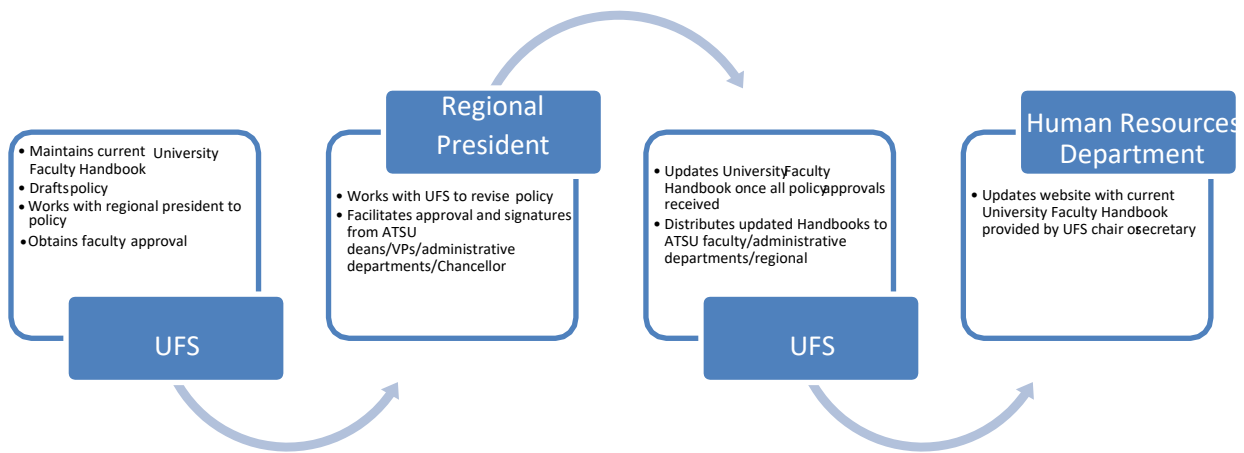 • Maintains current University
Faculty Handbook
• Drafts policy
• Works with regional president to
policy
• Obtains faculty approval
UFS
Regional
President
• Works with UFS to revise policy
• Facilitates approval and signatures
from ATSU
deans/VPs/administrative
departments/Chancellor
• Updates University Faculty
Handbook once all policy approvals
received
• Distributes updated Handbooks to
ATSU faculty/administrative
departments/regional
UFS
Human Resources
Department
• Updates website with current
University Faculty Handbook
provided by UFS chair or secretary